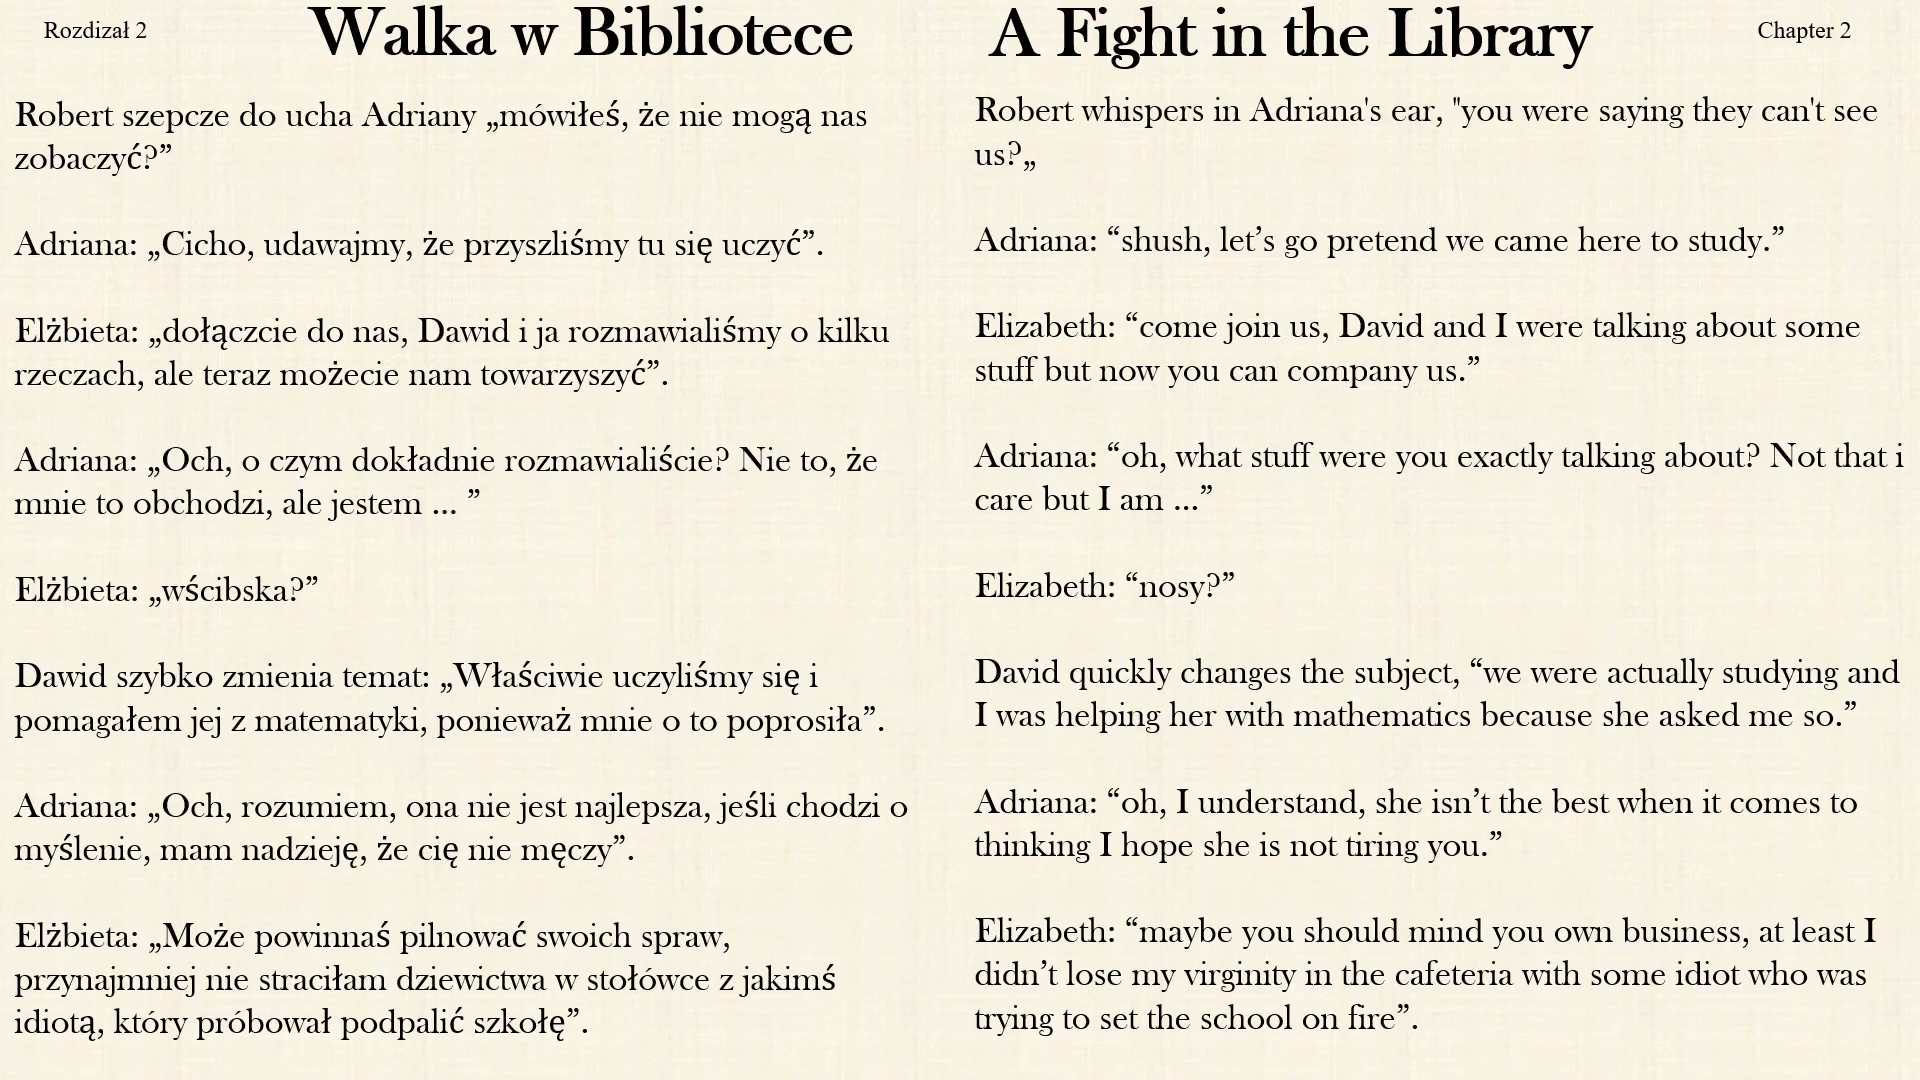 Rozdizał 2
Walka w Bibliotece
Robert szepcze do ucha Adriany „mówiłeś, że nie mogą nas
zobaczyć?”
Adriana: „Cicho, udawajmy, że przyszliśmy tu się uczyć”.
Elżbieta: „dołączcie do nas, Dawid i ja rozmawialiśmy o kilku
rzeczach, ale teraz możecie nam towarzyszyć”.
Adriana: „Och, o czym dokładnie rozmawialiście? Nie to, że
mnie to obchodzi, ale jestem ... ”
Elżbieta: „wścibska?”
Dawid szybko zmienia temat: „Właściwie uczyliśmy się i
pomagałem jej z matematyki, ponieważ mnie o to poprosiła”.
Adriana: „Och, rozumiem, ona nie jest najlepsza, jeśli chodzi o
myślenie, mam nadzieję, że cię nie męczy”.
Elżbieta: „Może powinnaś pilnować swoich spraw,
przynajmniej nie straciłam dziewictwa w stołówce z jakimś
idiotą, który próbował podpalić szkołę”.
A Fight in the Library
Chapter 2
Robert whispers in Adriana's ear, "you were saying they can't see
us?„
Adriana: “shush, let’s go pretend we came here to study.”
Elizabeth: “come join us, David and I were talking about some
stuff but now you can company us.”
Adriana: “oh, what stuff were you exactly talking about? Not that i
care but I am ...”
Elizabeth: “nosy?”
David quickly changes the subject, “we were actually studying and
I was helping her with mathematics because she asked me so.”
Adriana: “oh, I understand, she isn’t the best when it comes to
thinking I hope she is not tiring you.”
Elizabeth: “maybe you should mind you own business, at least I
didn’t lose my virginity in the cafeteria with some idiot who was
trying to set the school on fire”.